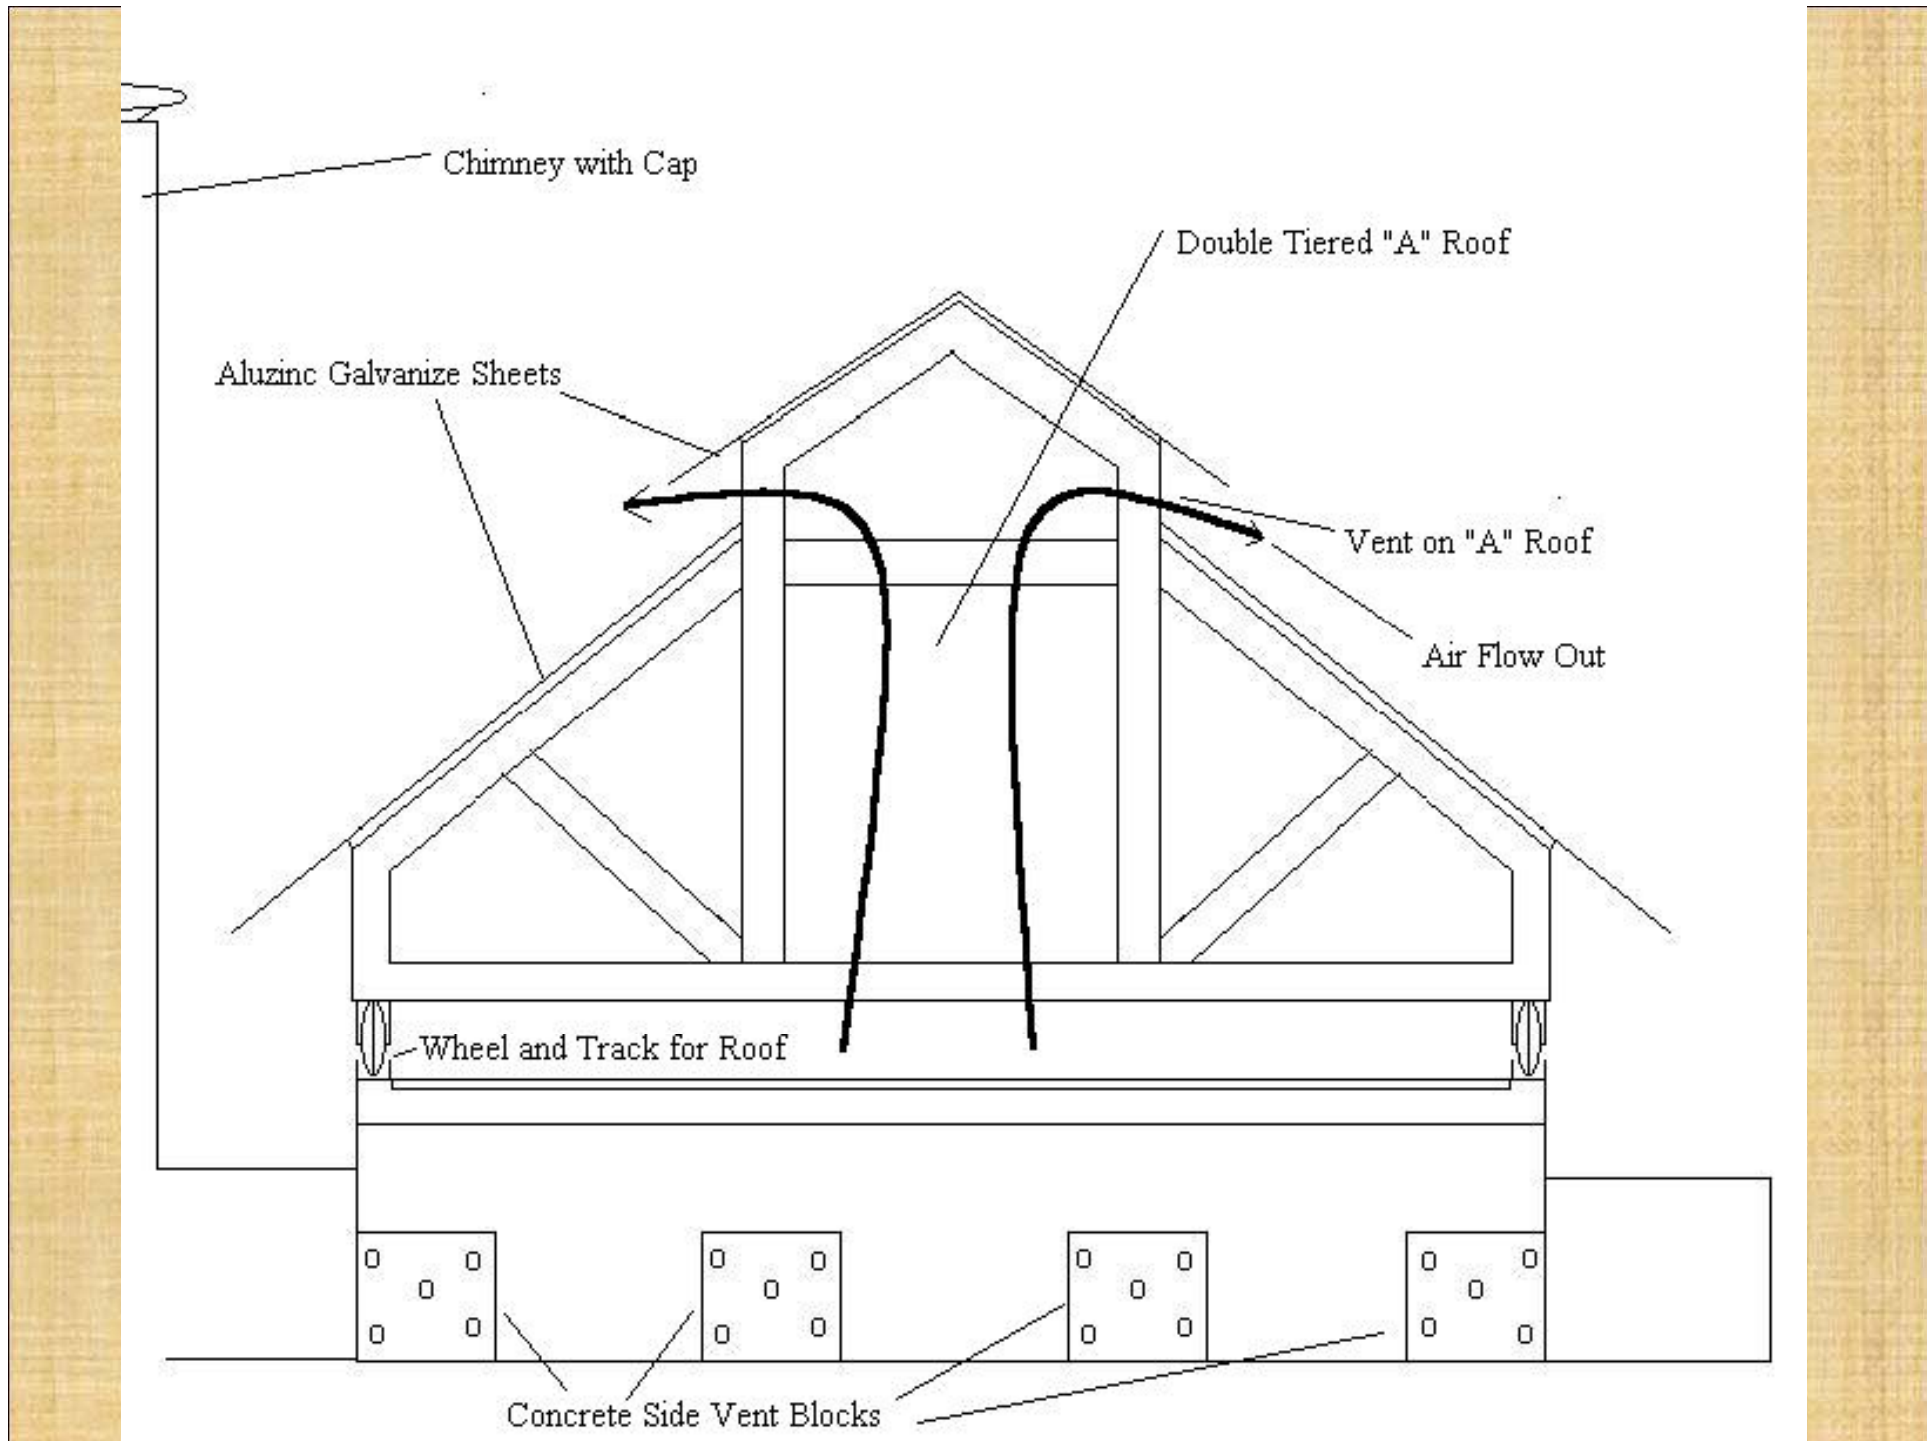 Chimney with Cap
Double Tiered "A" Roof
Aluzinc Galvanize Sheets
Vent on "A" Roof
Air Flow Out
Wheel and Track for Roof
Concrete Side Vent Blocks